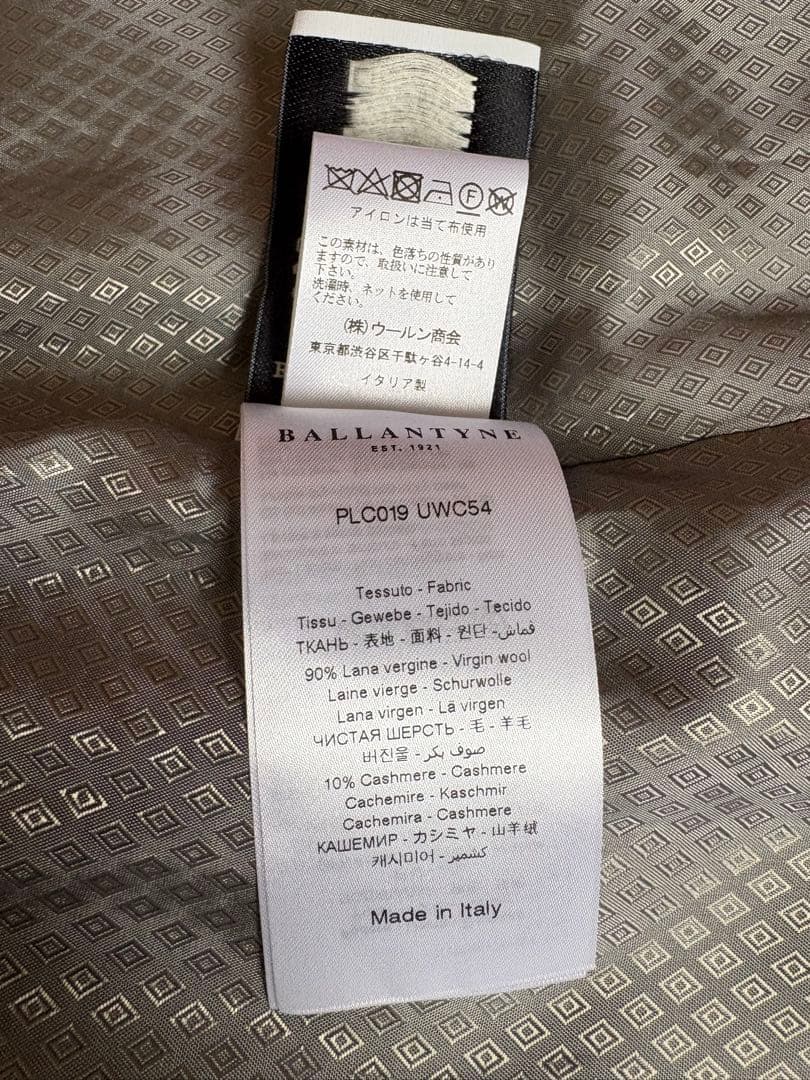 アイロンは当て布使用
この素材は、色落ちの性質があり
ますので、取扱いに注意して
下さい。
洗濯時、ネットを使用して
ください。
(株)ウールン商会
東京都渋谷区千駄ヶ谷4-14-4
イタリア製
BALLANTYNE
EST. 1921
PLC019 UWC54
Tessuto - Fabric
Tissu - Gewebe - Tejido - Tecido
ТКАНЬ - 表地 - 面料 - 원단 - قماش
90% Lana vergine - Virgin wool
Laine vierge - Schurwolle
Lana virgen - Lã virgen
ЧИСТАЯ ШЕРСТЬ - 毛 - 羊毛
버진울 - صوف بكر
10% Cashmere - Cashmere
Cachemire - Kaschmir
Cachemira - Cashmere
КАШЕМИР - カシミヤ - 山羊绒
캐시미어 - كشمير
Made in Italy